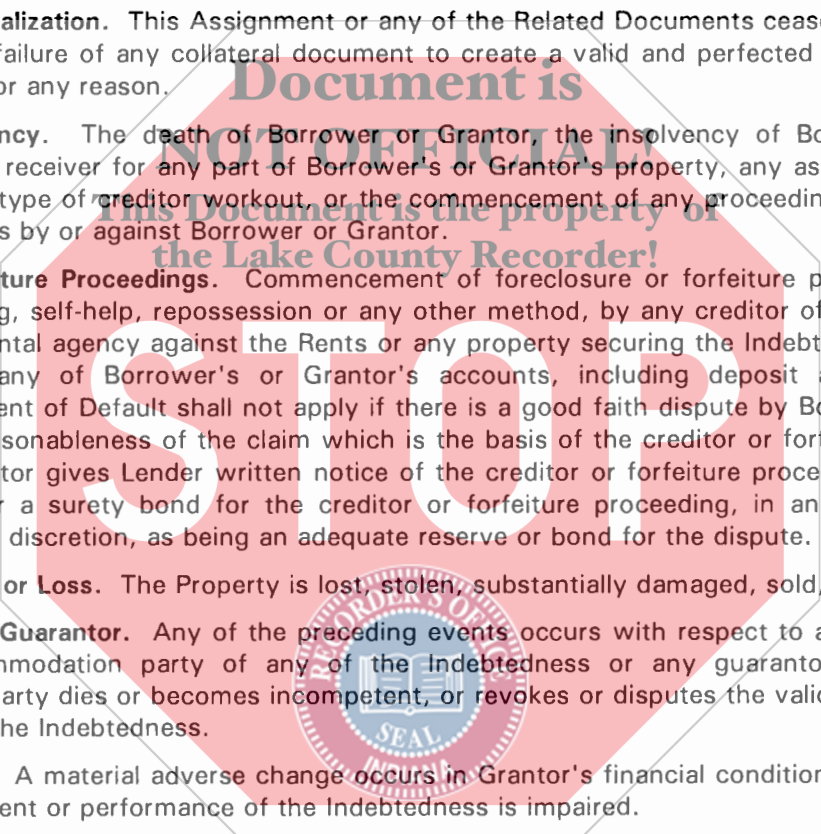 alization. This Assignment or any of the Related Documents cease
failure of any collateral document to create a valid and perfected
or any reason.
Document is
ncy. The death of Borrower or Grantor, the insolvency of Bo
NOT OFFICIAL!
receiver for any part of Borrower's or Grantor's property, any as
type of creditor workout, or the commencement of any proceedin
This Document is the property of
s by or against Borrower or Grantor.
the Lake County Recorder!
ture Proceedings. Commencement of foreclosure or forfeiture p
g, self-help, repossession or any other method, by any creditor of
ntal agency against the Rents or any property securing the Indebt
any of Borrower's or Grantor's accounts, including deposit a
ent of Default shall not apply if there is a good faith dispute by Bo
STOP
sonableness of the claim which is the basis of the creditor or forf
tor gives Lender written notice of the creditor or forfeiture proce
r a surety bond for the creditor or forfeiture proceeding, in an
discretion, as being an adequate reserve or bond for the dispute.
or Loss. The Property is lost, stolen, substantially damaged, sold,
RECORDER'S OFFICE
Guarantor. Any of the preceding events occurs with respect to a
mmodation party of any of the Indebtedness or any guaranto
arty dies or becomes incompetent, or revokes or disputes the valid
he Indebtedness.
SEAL
INDIANA
A material adverse change occurs in Grantor's financial condition
ent or performance of the Indebtedness is impaired.